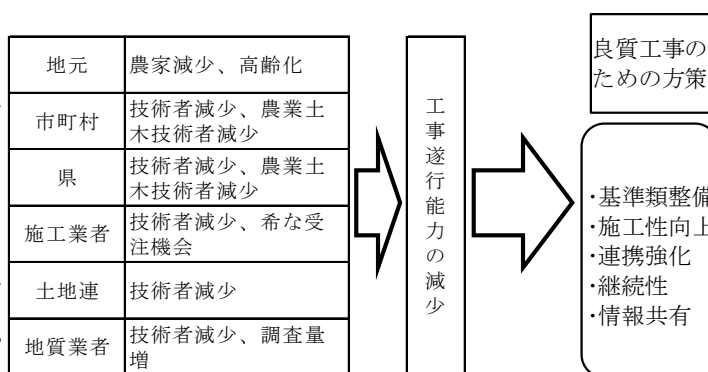 地元
農家減少、高齢化
市町村
技術者減少、農業土
木技術者減少
県
技術者減少、農業土
木技術者減少
施工業者
技術者減少、希な受
注機会
土地連
技術者減少
地質業者
技術者減少、調査量
増
工事遂行能力の減少
良質工事の
ための方策
・基準類整備
・施工性向上
・連携強化
・継続性
・情報共有